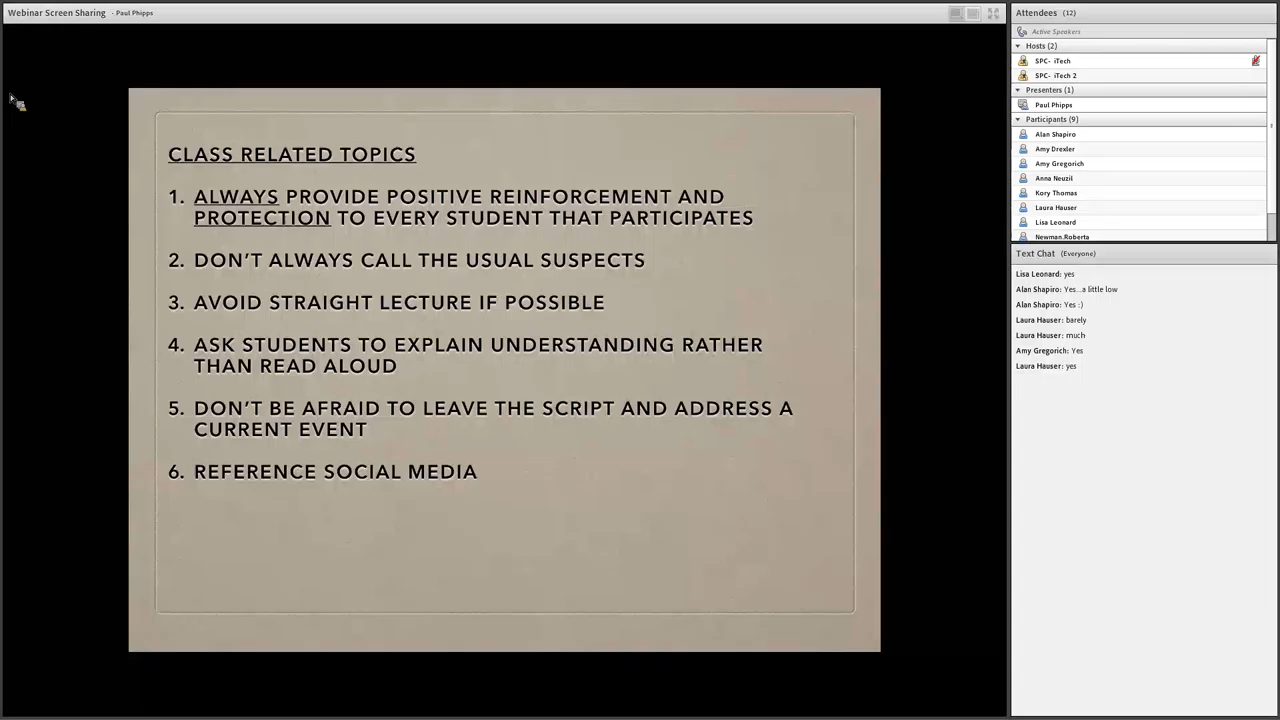 Webinar Screen Sharing - Paul Phipps
CLASS RELATED TOPICS
1. ALWAYS PROVIDE POSITIVE REINFORCEMENT AND
PROTECTION TO EVERY STUDENT THAT PARTICIPATES
2. DON'T ALWAYS CALL THE USUAL SUSPECTS
3. AVOID STRAIGHT LECTURE IF POSSIBLE
4. ASK STUDENTS TO EXPLAIN UNDERSTANDING RATHER
THAN READ ALOUD
5. DON'T BE AFRAID TO LEAVE THE SCRIPT AND ADDRESS A
CURRENT EVENT
6. REFERENCE SOCIAL MEDIA
Attendees (12)
Active Speakers
Hosts (2)
SPC- iTech
SPC- iTech 2
Presenters (1)
Paul Phipps
Participants (9)
Alan Shapiro
Amy Drexler
Amy Gregorich
Anna Neuzil
Kory Thomas
Laura Hauser
Lisa Leonard
Newman.Roberta
Text Chat (Everyone)
Lisa Leonard: yes
Alan Shapiro: Yes...a little low
Alan Shapiro: Yes :)
Laura Hauser: barely
Laura Hauser: much
Amy Gregorich: Yes
Laura Hauser: yes